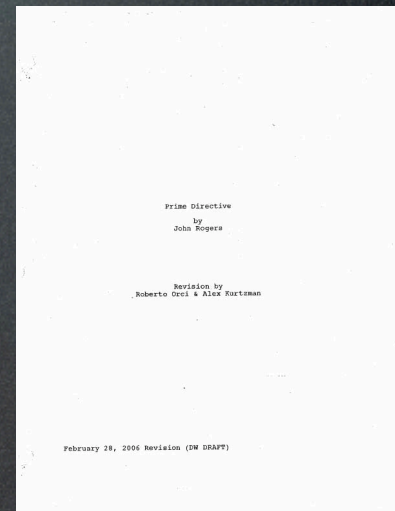 Prime Directive
by
John Rogers
Revision by
Roberto Orci & Alex Kurtzman
February 28, 2006 Revision (DW DRAFT)